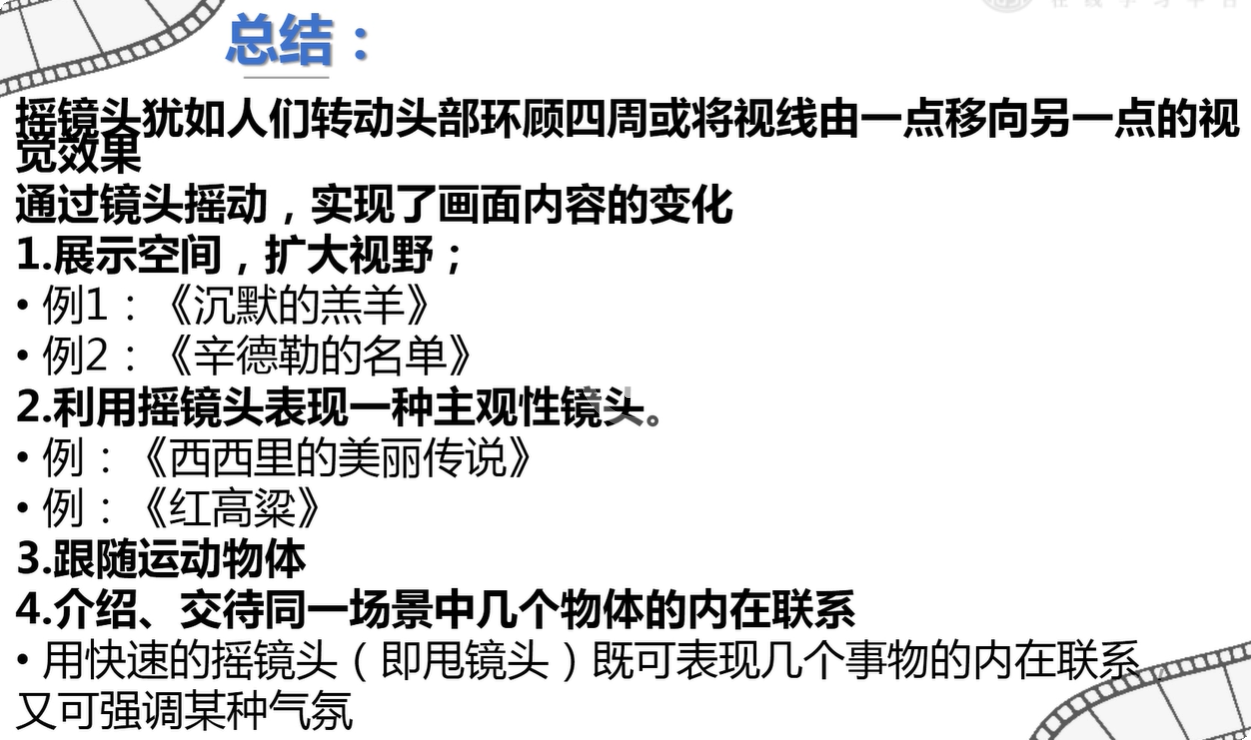 在线学习平台
总结：
摇镜头犹如人们转动头部环顾四周或将视线由一点移向另一点的视
觉效果
通过镜头摇动，实现了画面内容的变化
1.展示空间，扩大视野；
• 例1：《沉默的羔羊》
• 例2：《辛德勒的名单》
2.利用摇镜头表现一种主观性镜头。
• 例：《西西里的美丽传说》
• 例：《红高粱》
3.跟随运动物体
4.介绍、交待同一场景中几个物体的内在联系
• 用快速的摇镜头（即甩镜头）既可表现几个事物的内在联系
又可强调某种气氛